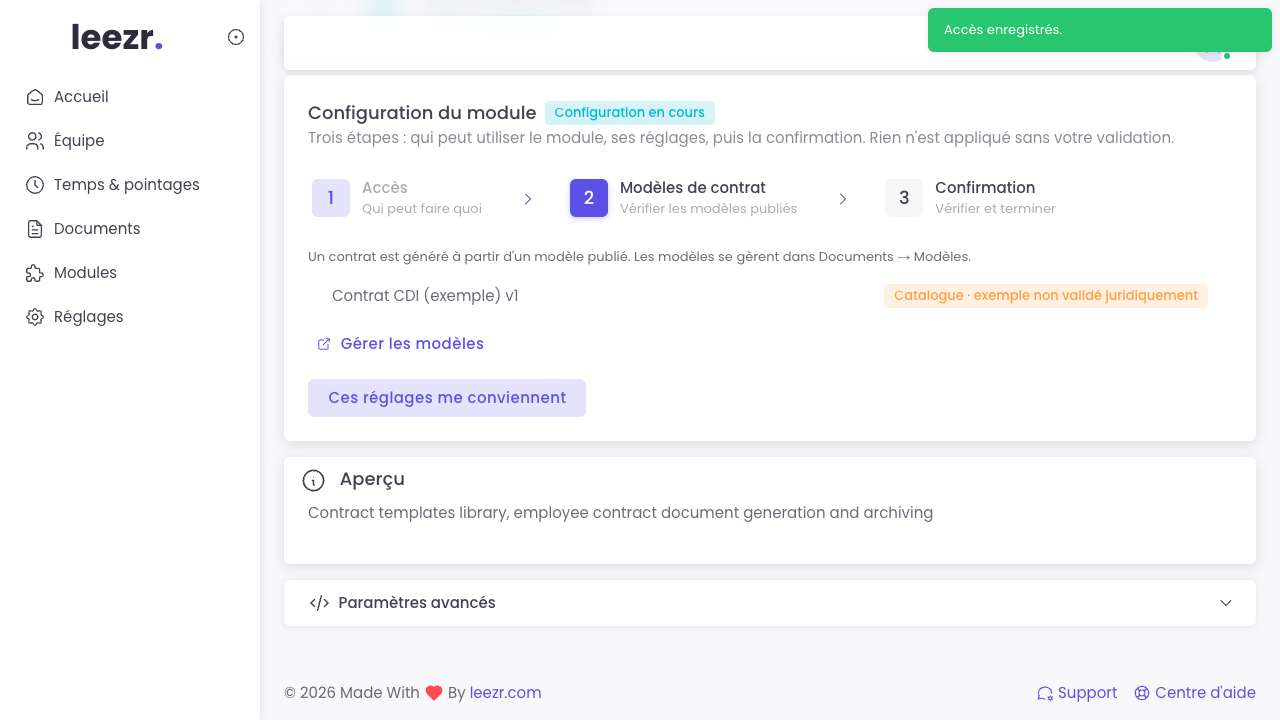 leezr.
Accès enregistrés.
Accueil
Équipe
Temps & pointages
Documents
Modules
Réglages
Configuration du module
Configuration en cours
Trois étapes : qui peut utiliser le module, ses réglages, puis la confirmation. Rien n'est appliqué sans votre validation.
1
Accès
Qui peut faire quoi
2
Modèles de contrat
Vérifier les modèles publiés
3
Confirmation
Vérifier et terminer
Un contrat est généré à partir d'un modèle publié. Les modèles se gèrent dans Documents → Modèles.
Contrat CDI (exemple) v1
Catalogue · exemple non validé juridiquement
Gérer les modèles
Ces réglages me conviennent
Aperçu
Contract templates library, employee contract document generation and archiving
Paramètres avancés
© 2026 Made With By leezr.com
Support
Centre d'aide